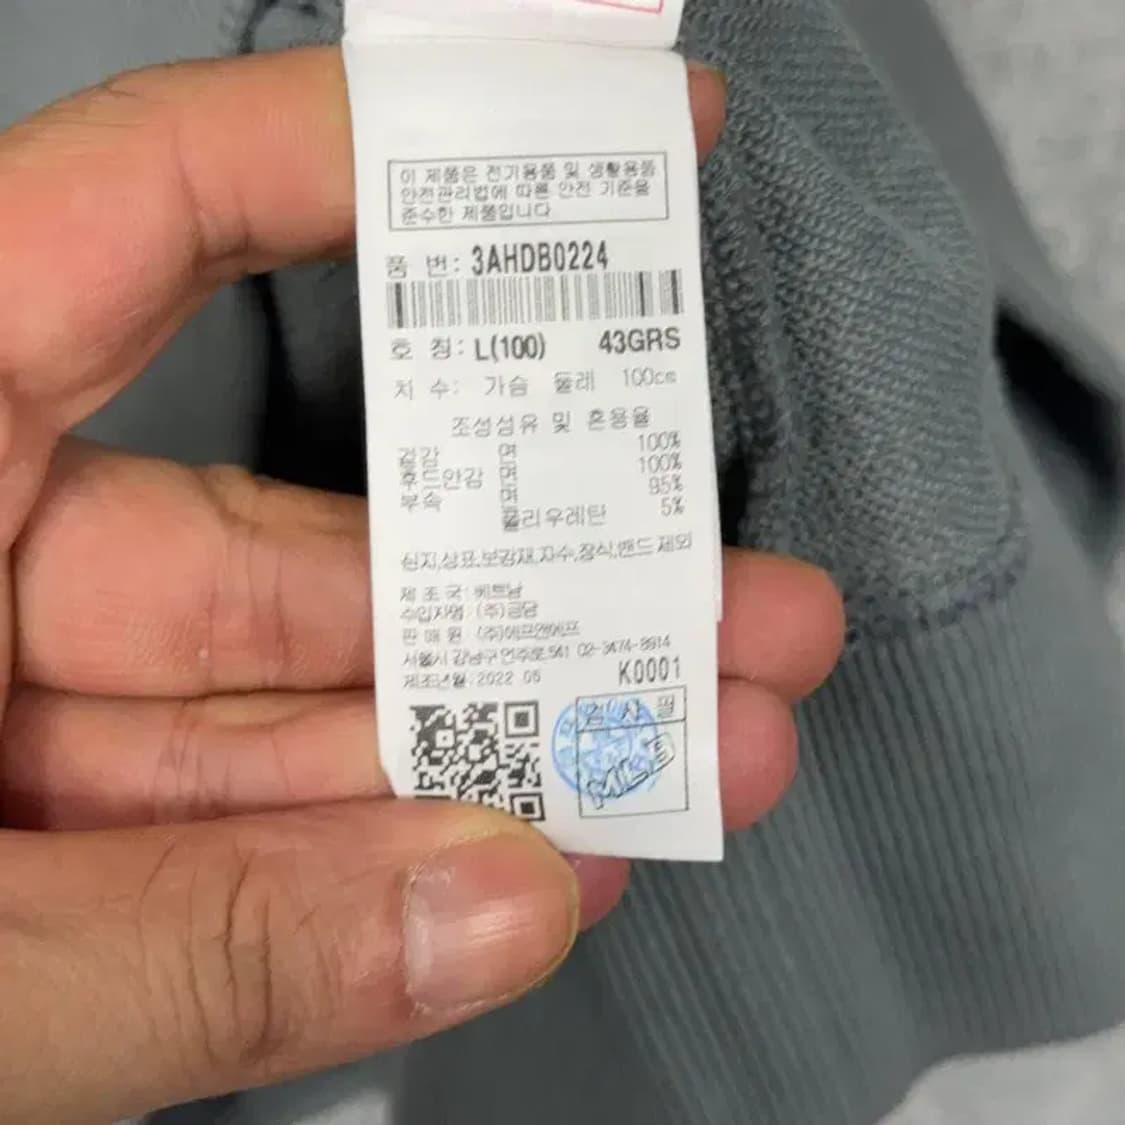 이 제품은 전기용품 및 생활용품
안전관리법에 따른 안전 기준을
준수한 제품입니다
품 번: 3AHDB0224
호 칭: L(100) 43GRS
치 수: 가슴 둘레 100cm
조성섬유 및 혼용율
겉감 면 100%
후드안감 면 100%
부속 면 95%
폴리우레탄 5%
심지,상표,보강재,자수,장식,밴드 제외
제 조 국: 베트남
수입자명: (주)금담
판 매 원: (주)에프앤에프
서울시 강남구 언주로 541 02-3474-8914
제조년월: 2022 05
K0001
검 사 필
MLB